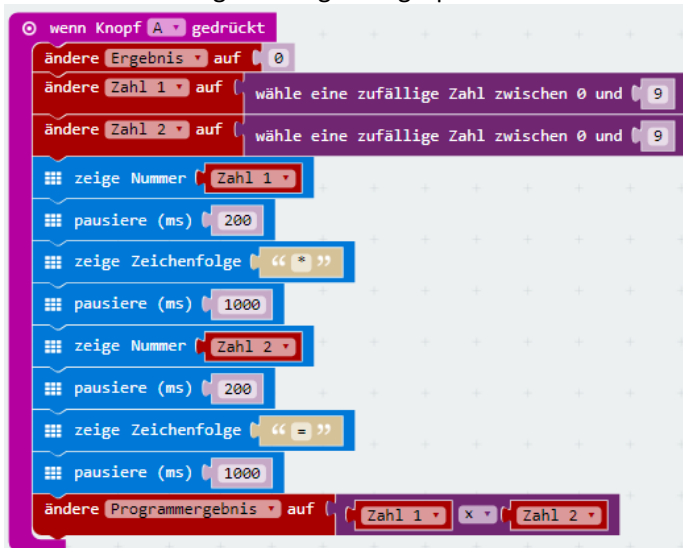 wenn Knopf A gedrückt
ändere Ergebnis auf 0
ändere Zahl 1 auf wähle eine zufällige Zahl zwischen 0 und 9
ändere Zahl 2 auf wähle eine zufällige Zahl zwischen 0 und 9
zeige Nummer Zahl 1
pausiere (ms) 200
zeige Zeichenfolge “ * ”
pausiere (ms) 1000
zeige Nummer Zahl 2
pausiere (ms) 200
zeige Zeichenfolge “ = ”
pausiere (ms) 1000
ändere Programmergebnis auf Zahl 1 x Zahl 2